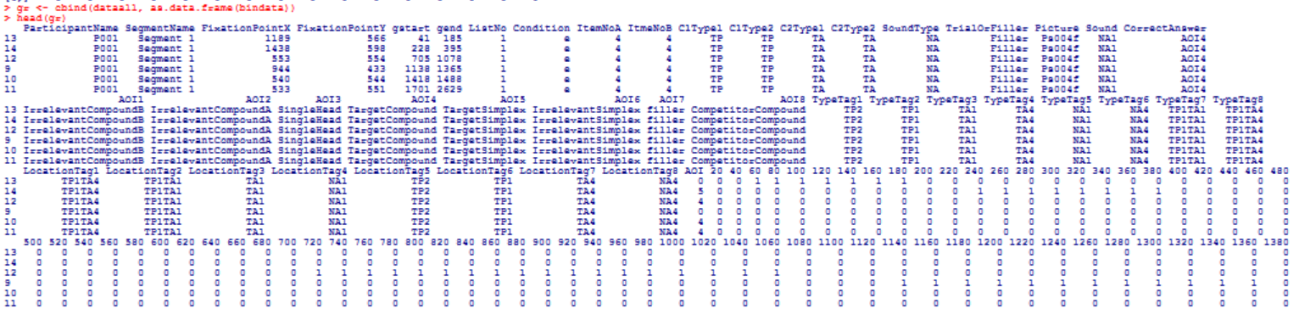 > gr <- cbind(dataall, as.data.frame(bindata))
> head(gr)
ParticipantName SegmentName FixationPointX FixationPointY gstart gend ListNo Condition ItemNoA ItmeNoB C1Type1 C1Type2 C2Type1 C2Type2 SoundType TrialOrFiller Picture Sound CorrectAnswer
13 P001 Segment 1 1189 566 41 185 1 e 4 4 TP TP TA TA NA Filler Pa004f NA1 AOI4
14 P001 Segment 1 1438 598 228 395 1 e 4 4 TP TP TA TA NA Filler Pa004f NA1 AOI4
12 P001 Segment 1 553 554 705 1078 1 e 4 4 TP TP TA TA NA Filler Pa004f NA1 AOI4
9 P001 Segment 1 944 433 1138 1365 1 e 4 4 TP TP TA TA NA Filler Pa004f NA1 AOI4
10 P001 Segment 1 540 544 1418 1488 1 e 4 4 TP TP TA TA NA Filler Pa004f NA1 AOI4
11 P001 Segment 1 533 551 1701 2629 1 e 4 4 TP TP TA TA NA Filler Pa004f NA1 AOI4
AOI1 AOI2 AOI3 AOI4 AOI5 AOI6 AOI7 AOI8 TypeTag1 TypeTag2 TypeTag3 TypeTag4 TypeTag5 TypeTag6 TypeTag7 TypeTag8
13 IrrelevantCompoundB IrrelevantCompoundA SingleHead TargetCompound TargetSimplex IrrelevantSimplex filler CompetitorCompound TP2 TP1 TA1 TA4 NA1 NA4 TP1TA1 TP1TA4
14 IrrelevantCompoundB IrrelevantCompoundA SingleHead TargetCompound TargetSimplex IrrelevantSimplex filler CompetitorCompound TP2 TP1 TA1 TA4 NA1 NA4 TP1TA1 TP1TA4
12 IrrelevantCompoundB IrrelevantCompoundA SingleHead TargetCompound TargetSimplex IrrelevantSimplex filler CompetitorCompound TP2 TP1 TA1 TA4 NA1 NA4 TP1TA1 TP1TA4
9 IrrelevantCompoundB IrrelevantCompoundA SingleHead TargetCompound TargetSimplex IrrelevantSimplex filler CompetitorCompound TP2 TP1 TA1 TA4 NA1 NA4 TP1TA1 TP1TA4
10 IrrelevantCompoundB IrrelevantCompoundA SingleHead TargetCompound TargetSimplex IrrelevantSimplex filler CompetitorCompound TP2 TP1 TA1 TA4 NA1 NA4 TP1TA1 TP1TA4
11 IrrelevantCompoundB IrrelevantCompoundA SingleHead TargetCompound TargetSimplex IrrelevantSimplex filler CompetitorCompound TP2 TP1 TA1 TA4 NA1 NA4 TP1TA1 TP1TA4
LocationTag1 LocationTag2 LocationTag3 LocationTag4 LocationTag5 LocationTag6 LocationTag7 LocationTag8 AOI 20 40 60 80 100 120 140 160 180 200 220 240 260 280 300 320 340 360 380 400 420 440 460 480
13 TP1TA4 TP1TA1 TA1 NA1 TP2 TP1 TA4 NA4 0 0 0 1 1 1 1 1 1 1 0 0 0 0 0 0 0 0 0 0 0 0 0 0 0
14 TP1TA4 TP1TA1 TA1 NA1 TP2 TP1 TA4 NA4 5 0 0 0 0 0 0 0 0 0 0 0 1 1 1 1 1 1 1 1 0 0 0 0 0
12 TP1TA4 TP1TA1 TA1 NA1 TP2 TP1 TA4 NA4 4 0 0 0 0 0 0 0 0 0 0 0 0 0 0 0 0 0 0 0 0 0 0 0 0
9 TP1TA4 TP1TA1 TA1 NA1 TP2 TP1 TA4 NA4 0 0 0 0 0 0 0 0 0 0 0 0 0 0 0 0 0 0 0 0 0 0 0 0
10 TP1TA4 TP1TA1 TA1 NA1 TP2 TP1 TA4 NA4 4 0 0 0 0 0 0 0 0 0 0 0 0 0 0 0 0 0 0 0 0 0 0 0 0
11 TP1TA4 TP1TA1 TA1 NA1 TP2 TP1 TA4 NA4 4 0 0 0 0 0 0 0 0 0 0 0 0 0 0 0 0 0 0 0 0 0 0 0 0
500 520 540 560 580 600 620 640 660 680 700 720 740 760 780 800 820 840 860 880 900 920 940 960 980 1000 1020 1040 1060 1080 1100 1120 1140 1160 1180 1200 1220 1240 1260 1280 1300 1320 1340 1360 1380
13 0 0 0 0 0 0 0 0 0 0 0 0 0 0 0 0 0 0 0 0 0 0 0 0 0 0 0 0 0 0 0 0 0 0 0 0 0 0 0 0 0 0 0 0 0
14 0 0 0 0 0 0 0 0 0 0 0 0 0 0 0 0 0 0 0 0 0 0 0 0 0 0 0 0 0 0 0 0 0 0 0 0 0 0 0 0 0 0 0 0 0
12 0 0 0 0 0 0 0 0 0 0 0 1 1 1 1 1 1 1 1 1 1 1 1 1 1 1 1 1 1 0 0 0 0 0 0 0 0 0 0 0 0 0 0 0 0
9 0 0 0 0 0 0 0 0 0 0 0 0 0 0 0 0 0 0 0 0 0 0 0 0 0 0 0 0 0 0 0 0 0 1 1 1 1 1 1 1 1 1 1 1 0
10 0 0 0 0 0 0 0 0 0 0 0 0 0 0 0 0 0 0 0 0 0 0 0 0 0 0 0 0 0 0 0 0 0 0 0 0 0 0 0 0 0 0 0 0 0
11 0 0 0 0 0 0 0 0 0 0 0 0 0 0 0 0 0 0 0 0 0 0 0 0 0 0 0 0 0 0 0 0 0 0 0 0 0 0 0 0 0 0 0 0 0